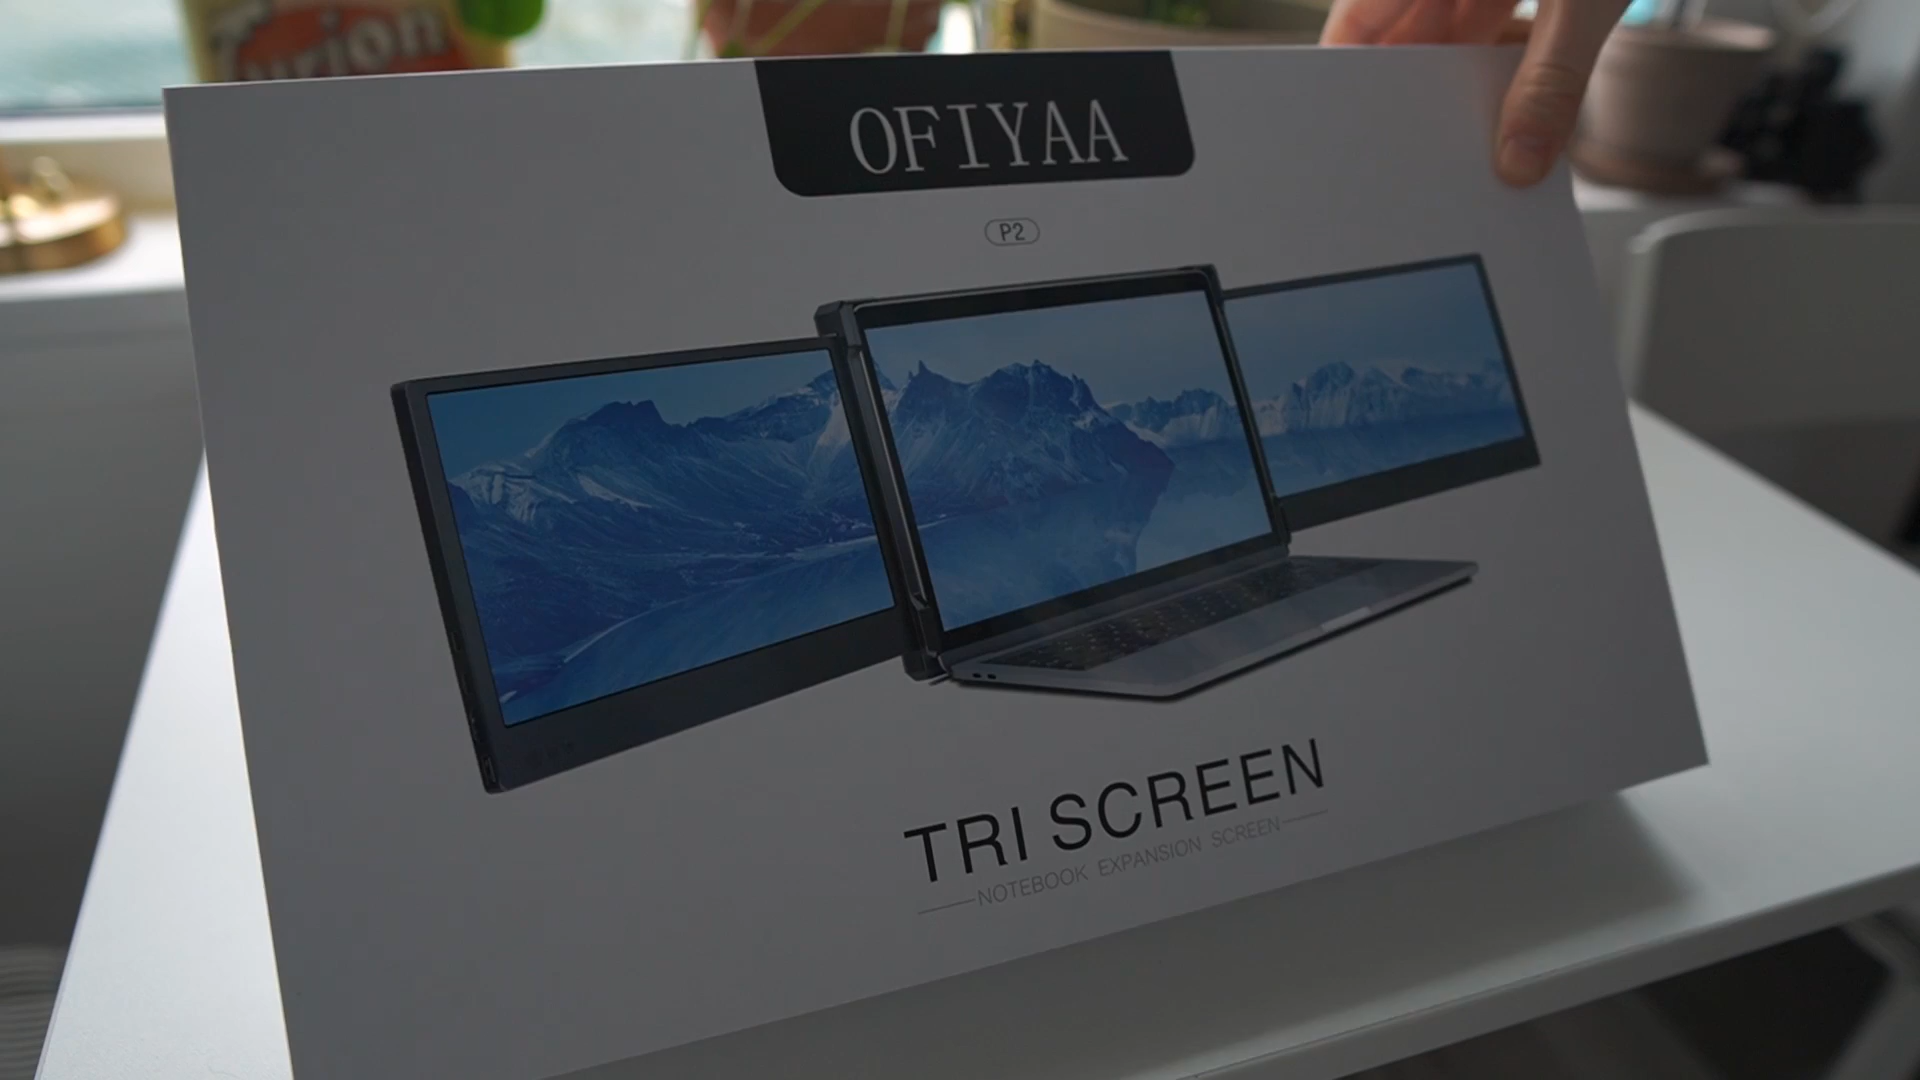 OFIYAA
P2
TRI SCREEN
NOTEBOOK EXPANSION SCREEN